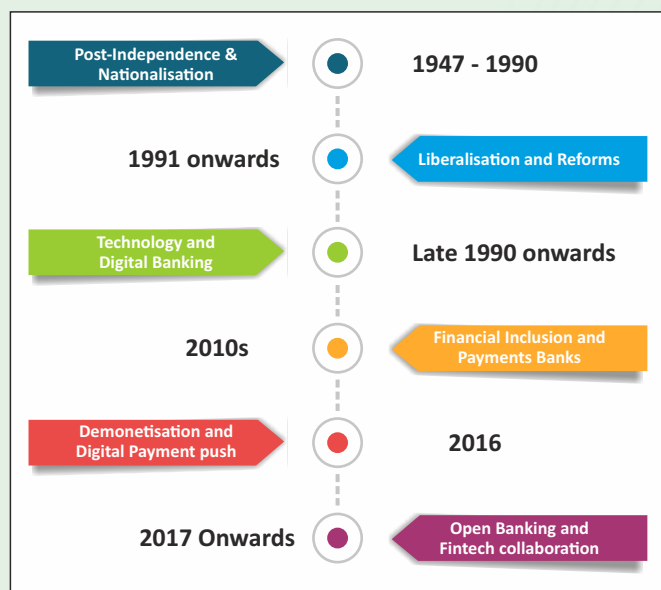 Post-Independence &
Nationalisation
1947 - 1990
1991 onwards
Liberalisation and Reforms
Technology and
Digital Banking
Late 1990 onwards
2010s
Financial Inclusion and
Payments Banks
Demonetisation and
Digital Payment push
2016
2017 Onwards
Open Banking and
Fintech collaboration